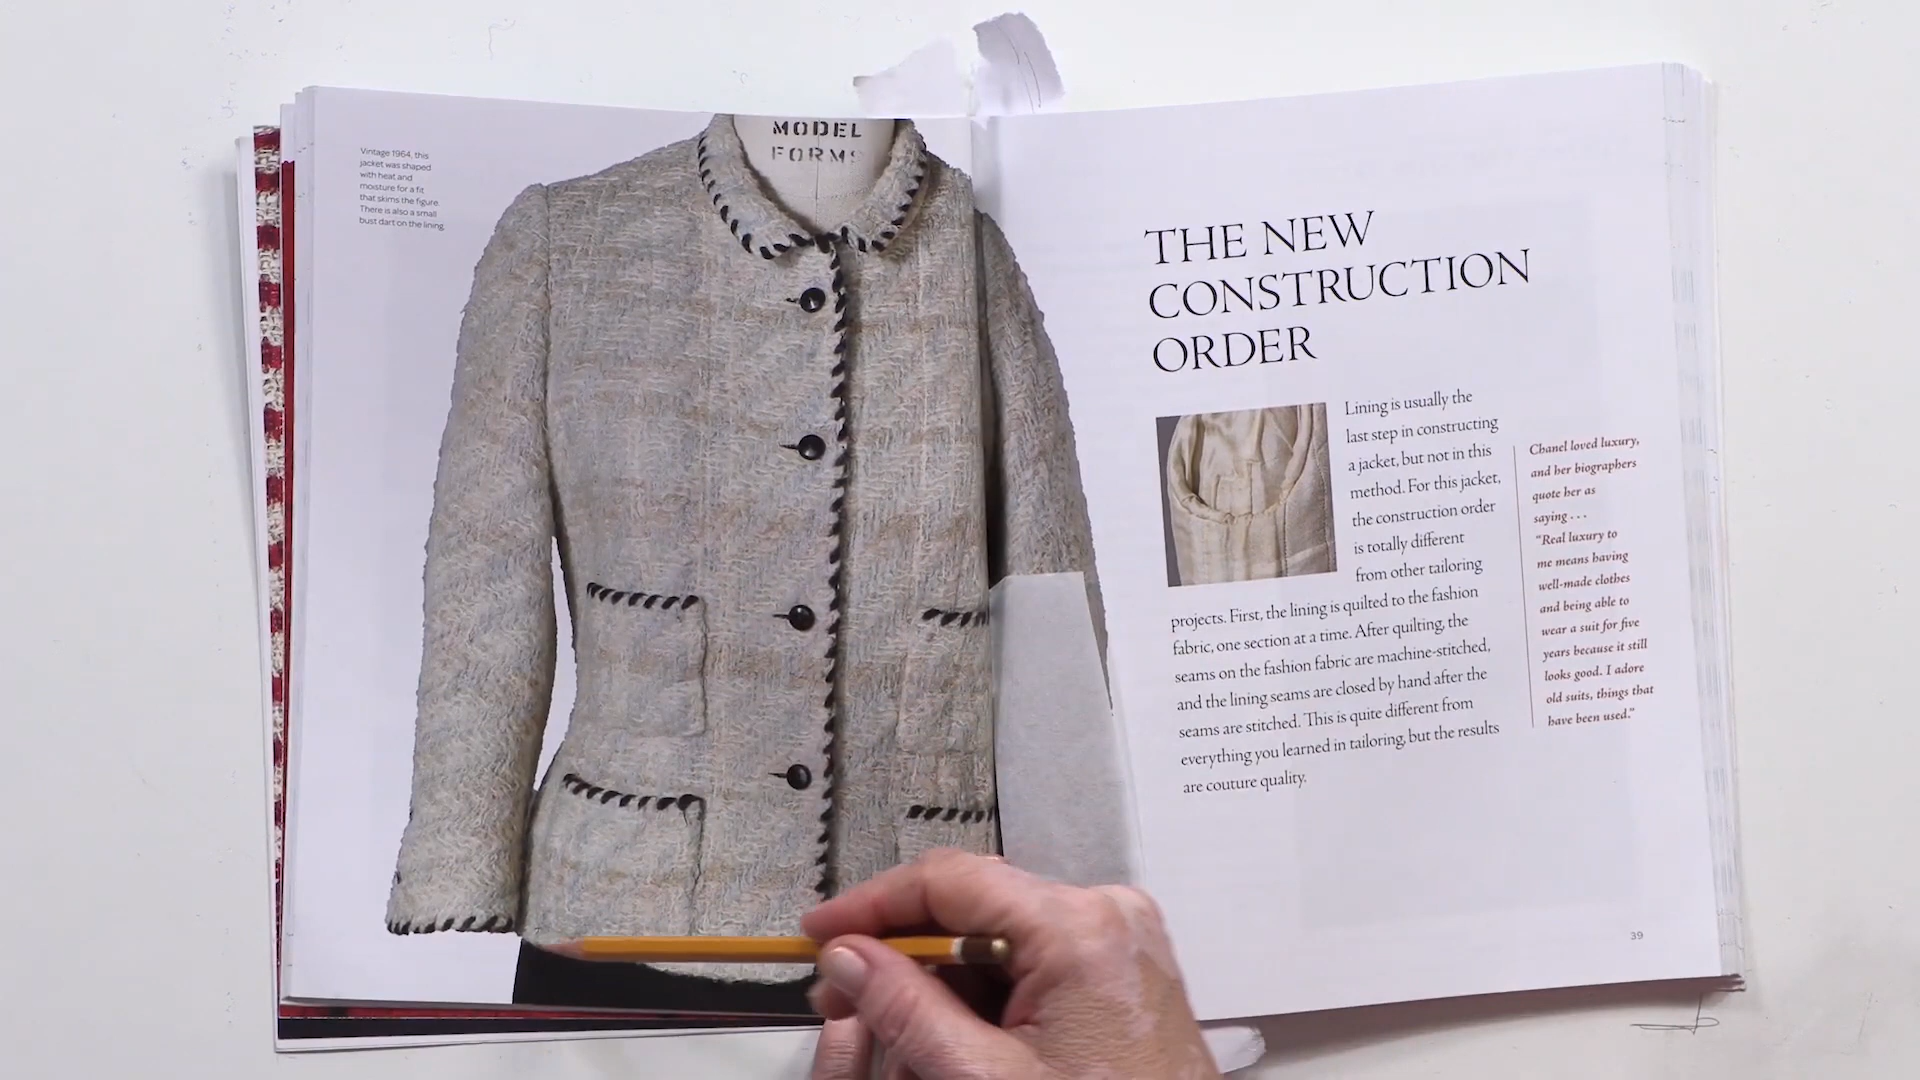 Vintage 1964, this
jacket was shaped
with heat and
moisture for a fit
that skims the figure.
There is also a small
bust dart on the lining.
MODEL
FORMS
THE NEW
CONSTRUCTION
ORDER
Lining is usually the
last step in constructing
a jacket, but not in this
method. For this jacket,
the construction order
is totally different
from other tailoring
projects. First, the lining is quilted to the fashion
fabric, one section at a time. After quilting, the
seams on the fashion fabric are machine-stitched,
and the lining seams are closed by hand after the
seams are stitched. This is quite different from
everything you learned in tailoring, but the results
are couture quality.
Chanel loved luxury,
and her biographers
quote her as
saying . . .
“Real luxury to
me means having
well-made clothes
and being able to
wear a suit for five
years because it still
looks good. I adore
old suits, things that
have been used.”
39